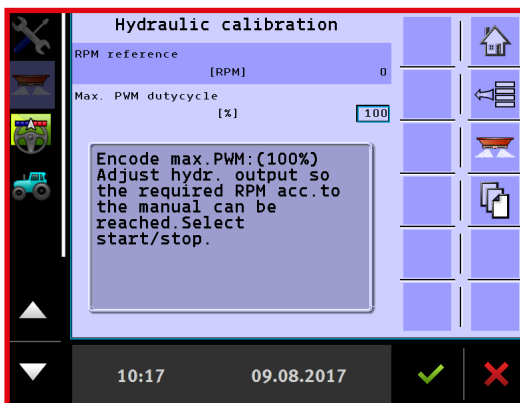 Hydraulic calibration
RPM reference
[RPM] 0
Max. PWM dutycycle
[%] 100
Encode max.PWM:(100%)
Adjust hydr. output so
the required RPM acc.to
the manual can be
reached.Select
start/stop.
10:17 09.08.2017